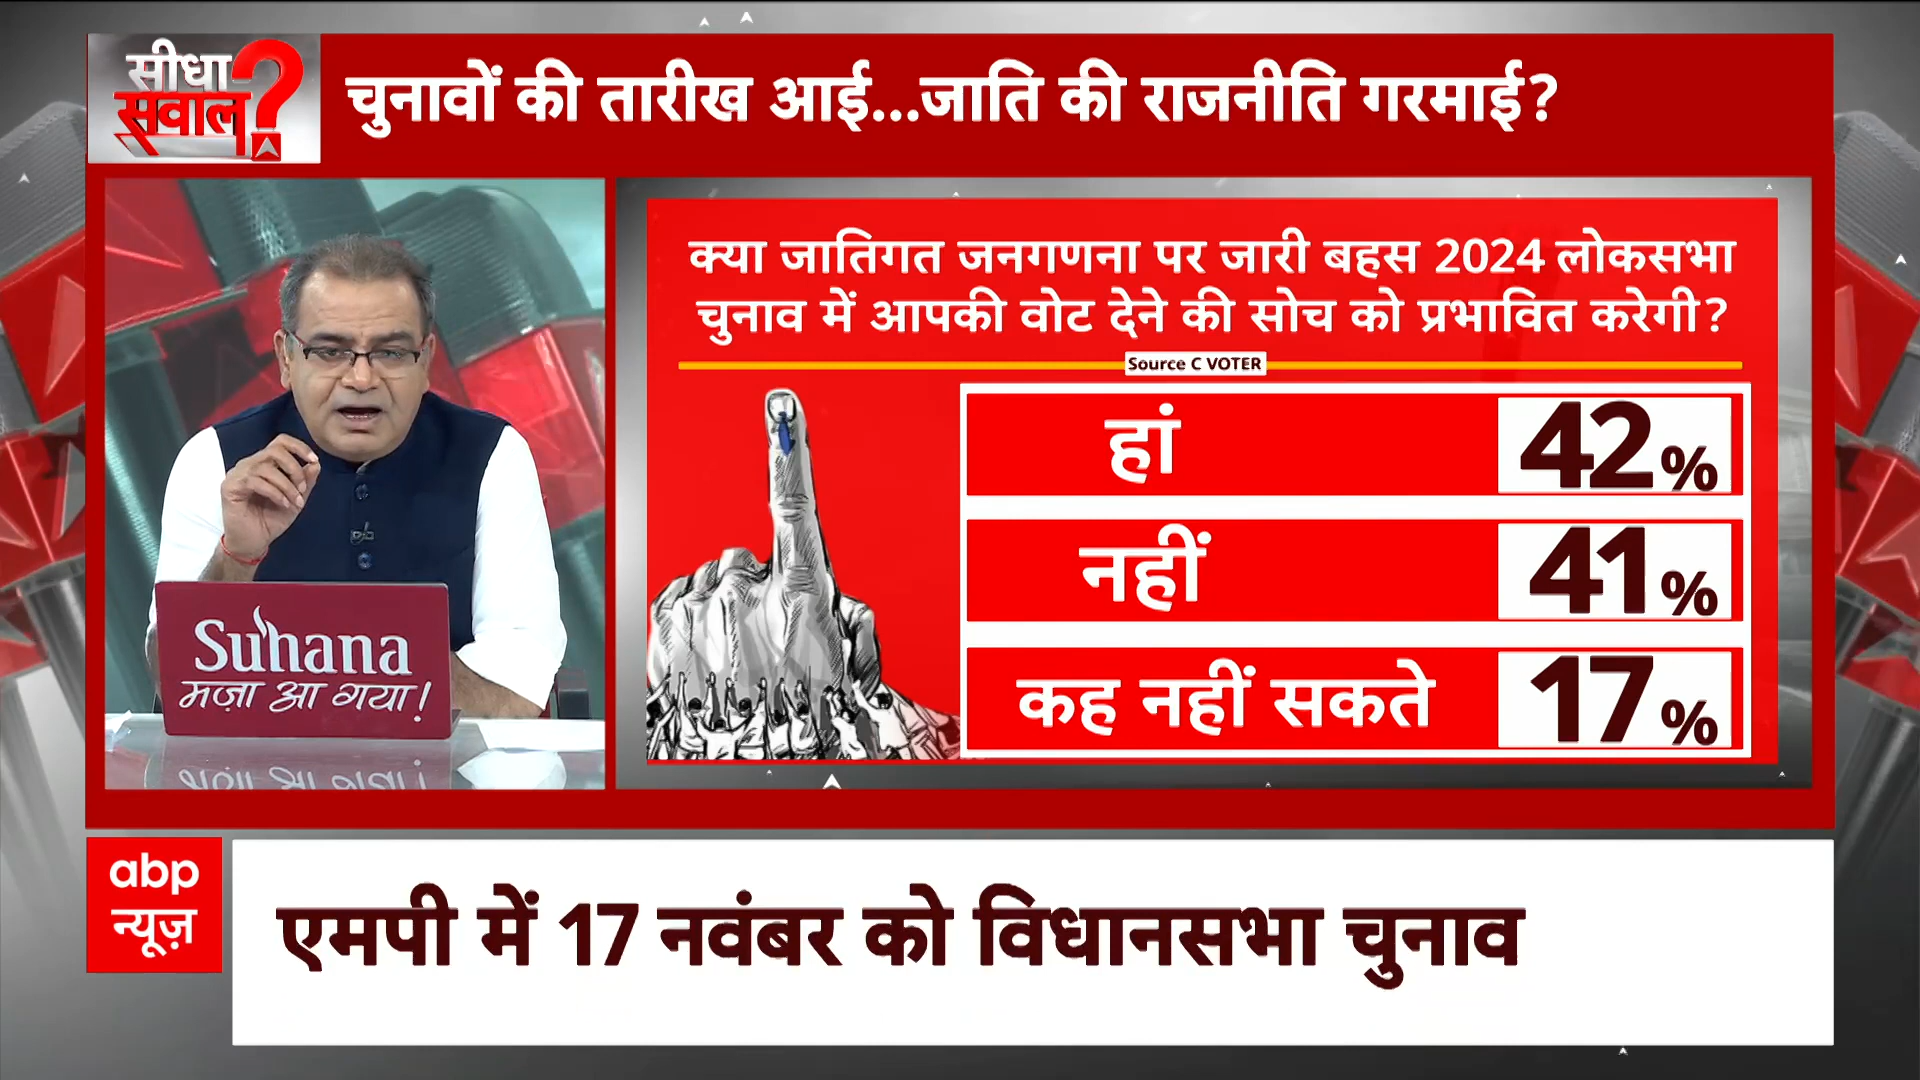 सीधा
सवाल?
चुनावों की तारीख आई...जाति की राजनीति गरमाई?
क्या जातिगत जनगणना पर जारी बहस 2024 लोकसभा
चुनाव में आपकी वोट देने की सोच को प्रभावित करेगी?
Source C VOTER
हां 42%
नहीं 41%
कह नहीं सकते 17%
Suhana
मज़ा आ गया!
abp
न्यूज़
एमपी में 17 नवंबर को विधानसभा चुनाव